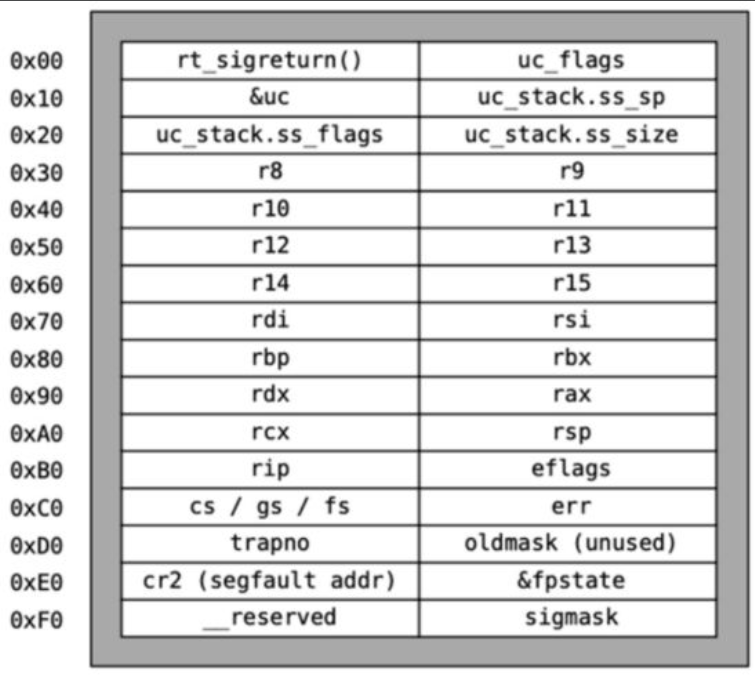 0x00 rt_sigreturn() uc_flags
0x10 &uc uc_stack.ss_sp
0x20 uc_stack.ss_flags uc_stack.ss_size
0x30 r8 r9
0x40 r10 r11
0x50 r12 r13
0x60 r14 r15
0x70 rdi rsi
0x80 rbp rbx
0x90 rdx rax
0xA0 rcx rsp
0xB0 rip eflags
0xC0 cs / gs / fs err
0xD0 trapno oldmask (unused)
0xE0 cr2 (segfault addr) &fpstate
0xF0 __reserved sigmask